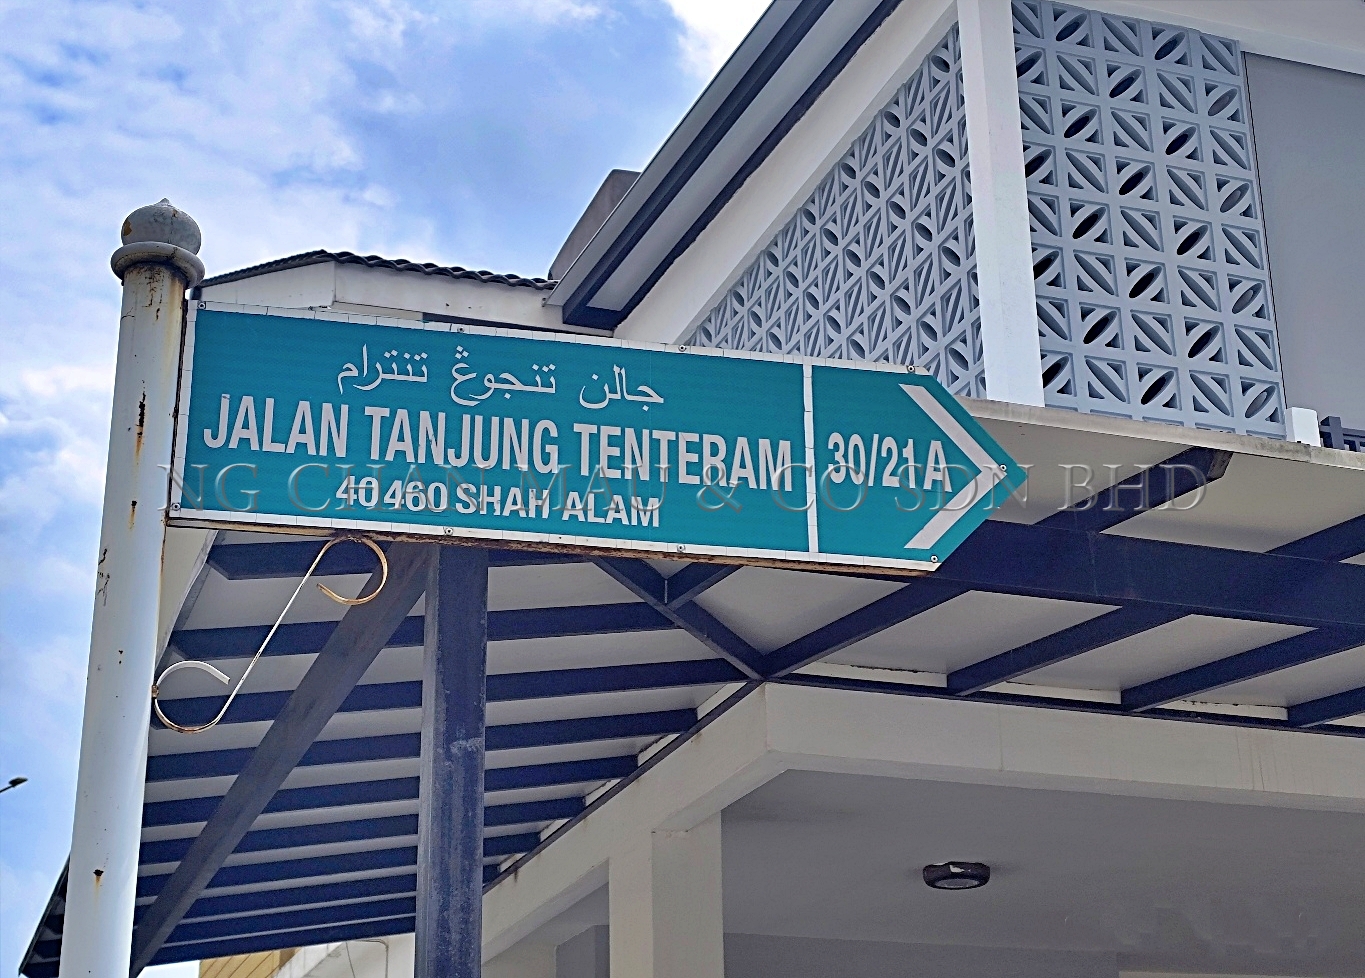 جالن تنجوڠ تنترام
JALAN TANJUNG TENTERAM
30/21A
40460 SHAH ALAM
NG CHAN MAU & CO SDN BHD